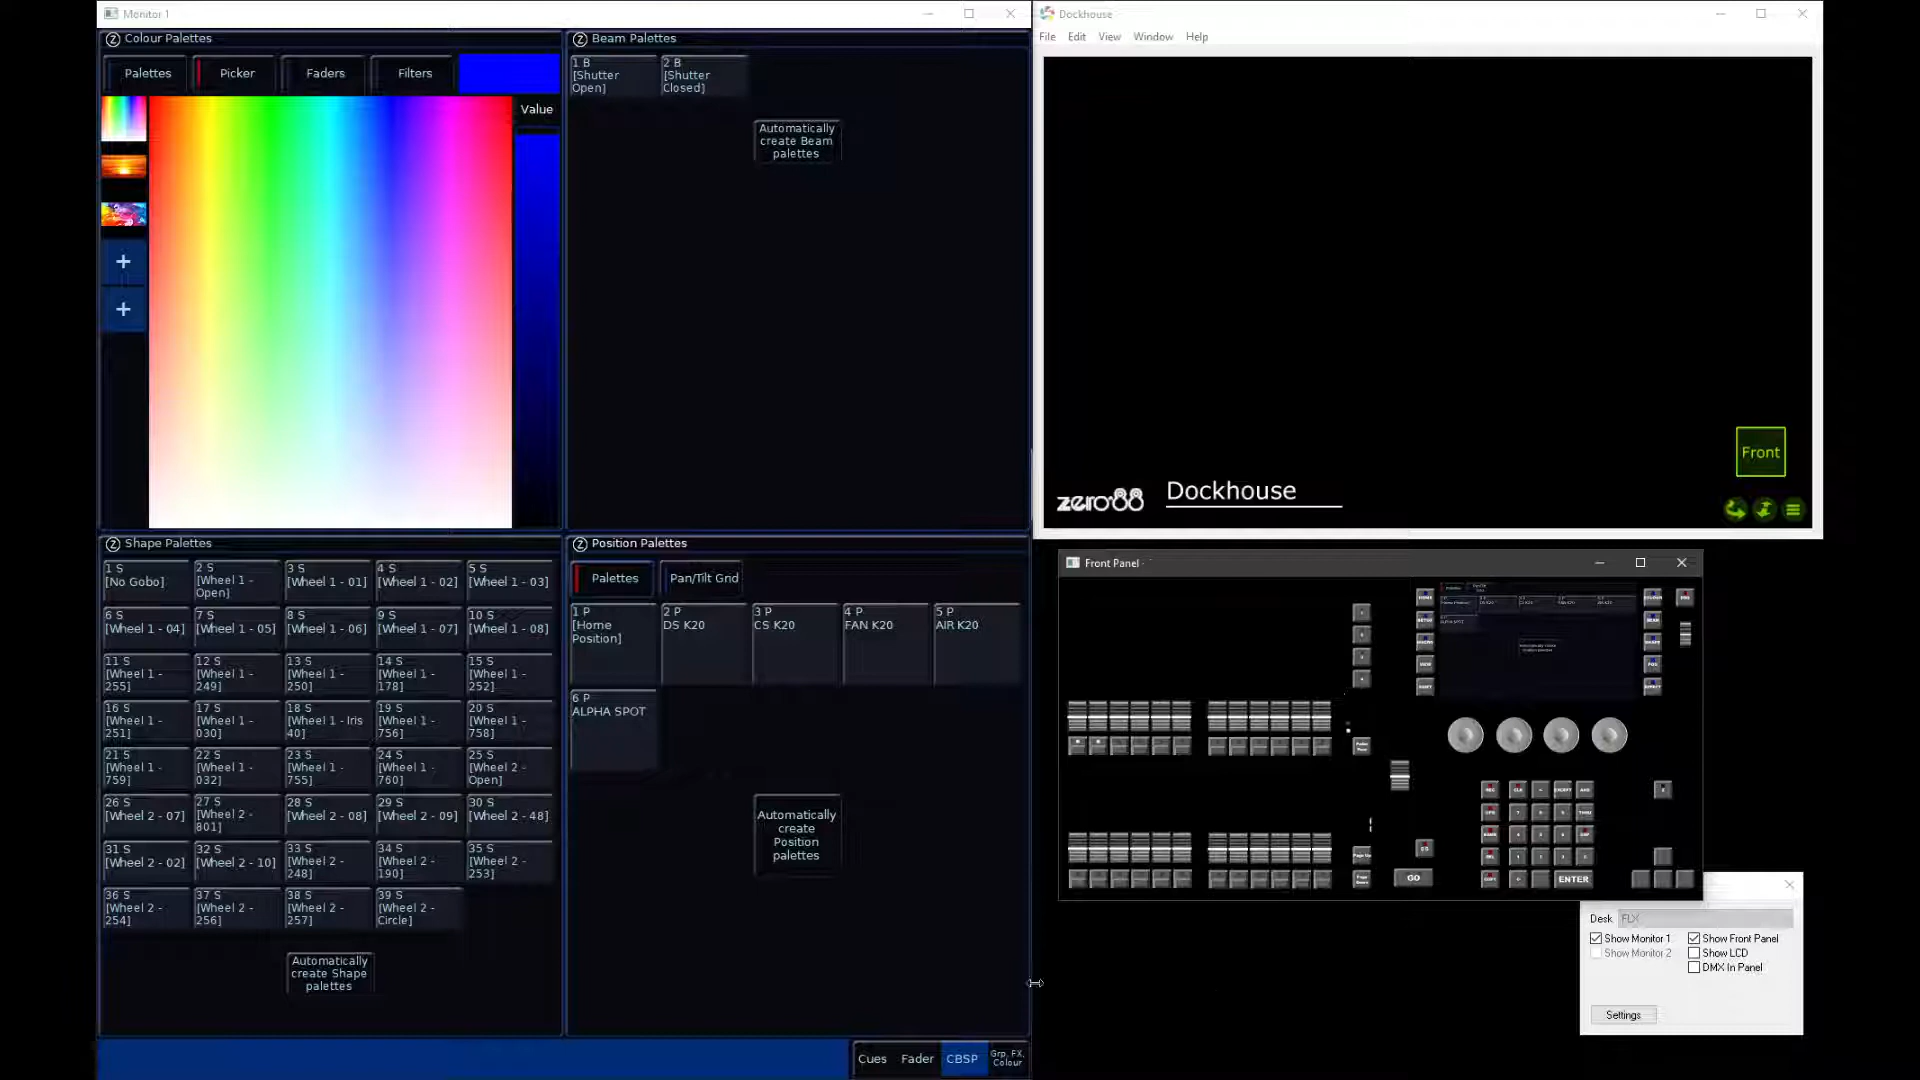 Monitor 1
Colour Palettes
Palettes
Picker
Faders
Filters
Value
Beam Palettes
1 B
[Shutter
Open]
2 B
[Shutter
Closed]
Automatically
create Beam
palettes
Shape Palettes
1 S
[No Gobo]
2 S
[Wheel 1 -
Open]
3 S
[Wheel 1 - 01]
4 S
[Wheel 1 - 02]
5 S
[Wheel 1 - 03]
6 S
[Wheel 1 - 04]
7 S
[Wheel 1 - 05]
8 S
[Wheel 1 - 06]
9 S
[Wheel 1 - 07]
10 S
[Wheel 1 - 08]
11 S
[Wheel 1 -
255]
12 S
[Wheel 1 -
249]
13 S
[Wheel 1 -
250]
14 S
[Wheel 1 -
178]
15 S
[Wheel 1 -
252]
16 S
[Wheel 1 -
251]
17 S
[Wheel 1 -
030]
18 S
[Wheel 1 - Iris
40]
19 S
[Wheel 1 -
756]
20 S
[Wheel 1 -
758]
21 S
[Wheel 1 -
759]
22 S
[Wheel 1 -
032]
23 S
[Wheel 1 -
755]
24 S
[Wheel 1 -
760]
25 S
[Wheel 2 -
Open]
26 S
[Wheel 2 - 07]
27 S
[Wheel 2 -
801]
28 S
[Wheel 2 - 08]
29 S
[Wheel 2 - 09]
30 S
[Wheel 2 - 48]
31 S
[Wheel 2 - 02]
32 S
[Wheel 2 - 10]
33 S
[Wheel 2 -
248]
34 S
[Wheel 2 -
190]
35 S
[Wheel 2 -
253]
36 S
[Wheel 2 -
254]
37 S
[Wheel 2 -
256]
38 S
[Wheel 2 -
257]
39 S
[Wheel 2 -
Circle]
Automatically
create Shape
palettes
Position Palettes
Palettes
Pan/Tilt Grid
1 P
[Home
Position]
2 P
DS K20
3 P
CS K20
4 P
FAN K20
5 P
AIR K20
6 P
ALPHA SPOT
Automatically
create
Position
palettes
Cues
Fader
CBSP
Grp, FX,
Colour
Dockhouse
File
Edit
View
Window
Help
Front
zero88
Dockhouse
Front Panel
GO
ENTER
Desk
FLX
Show Monitor 1
Show Front Panel
Show Monitor 2
Show LCD
DMX In Panel
Settings